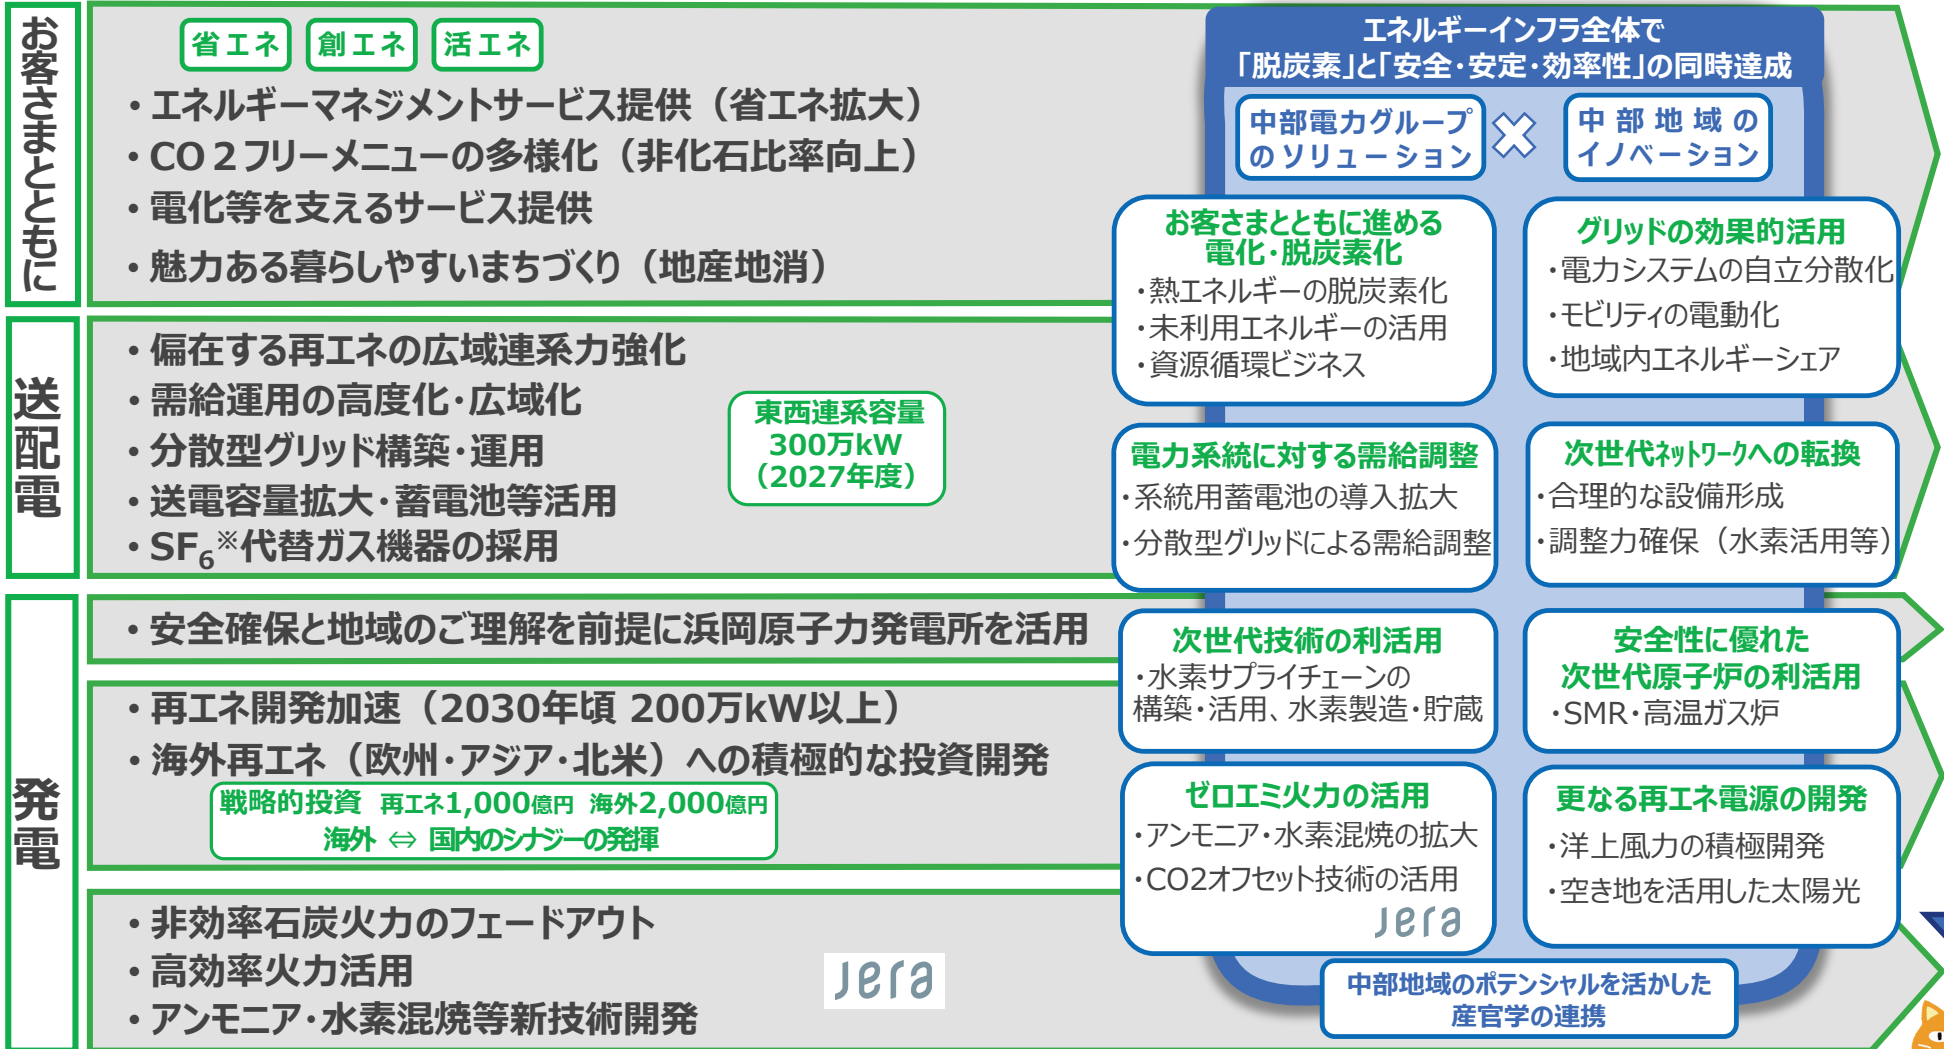 お客さまとともに
省エネ 創エネ 活エネ
・エネルギーマネジメントサービス提供（省エネ拡大）
・CO２フリーメニューの多様化（非化石比率向上）
・電化等を支えるサービス提供
・魅力ある暮らしやすいまちづくり（地産地消）
送配電
・偏在する再エネの広域連系力強化
・需給運用の高度化・広域化
・分散型グリッド構築・運用
・送電容量拡大・蓄電池等活用
・SF6※代替ガス機器の採用
東西連系容量
300万kW
（2027年度）
発電
・安全確保と地域のご理解を前提に浜岡原子力発電所を活用
・再エネ開発加速（2030年頃 200万kW以上）
・海外再エネ（欧州・アジア・北米）への積極的な投資開発
戦略的投資 再エネ1,000億円 海外2,000億円
海外 ⇔ 国内のシナジーの発揮
・非効率石炭火力のフェードアウト
・高効率火力活用
・アンモニア・水素混焼等新技術開発
Jera
エネルギーインフラ全体で
「脱炭素」と「安全・安定・効率性」の同時達成
中部電力グループ
のソリューション
中部地域の
イノベーション
お客さまとともに進める
電化・脱炭素化
・熱エネルギーの脱炭素化
・未利用エネルギーの活用
・資源循環ビジネス
グリッドの効果的活用
・電力システムの自立分散化
・モビリティの電動化
・地域内エネルギーシェア
電力系統に対する需給調整
・系統用蓄電池の導入拡大
・分散型グリッドによる需給調整
次世代ネットワークへの転換
・合理的な設備形成
・調整力確保（水素活用等）
次世代技術の利活用
・水素サプライチェーンの
構築・活用、水素製造・貯蔵
安全性に優れた
次世代原子炉の利活用
・SMR・高温ガス炉
ゼロエミ火力の活用
・アンモニア・水素混焼の拡大
・CO2オフセット技術の活用
Jera
更なる再エネ電源の開発
・洋上風力の積極開発
・空き地を活用した太陽光
中部地域のポテンシャルを活かした
産官学の連携